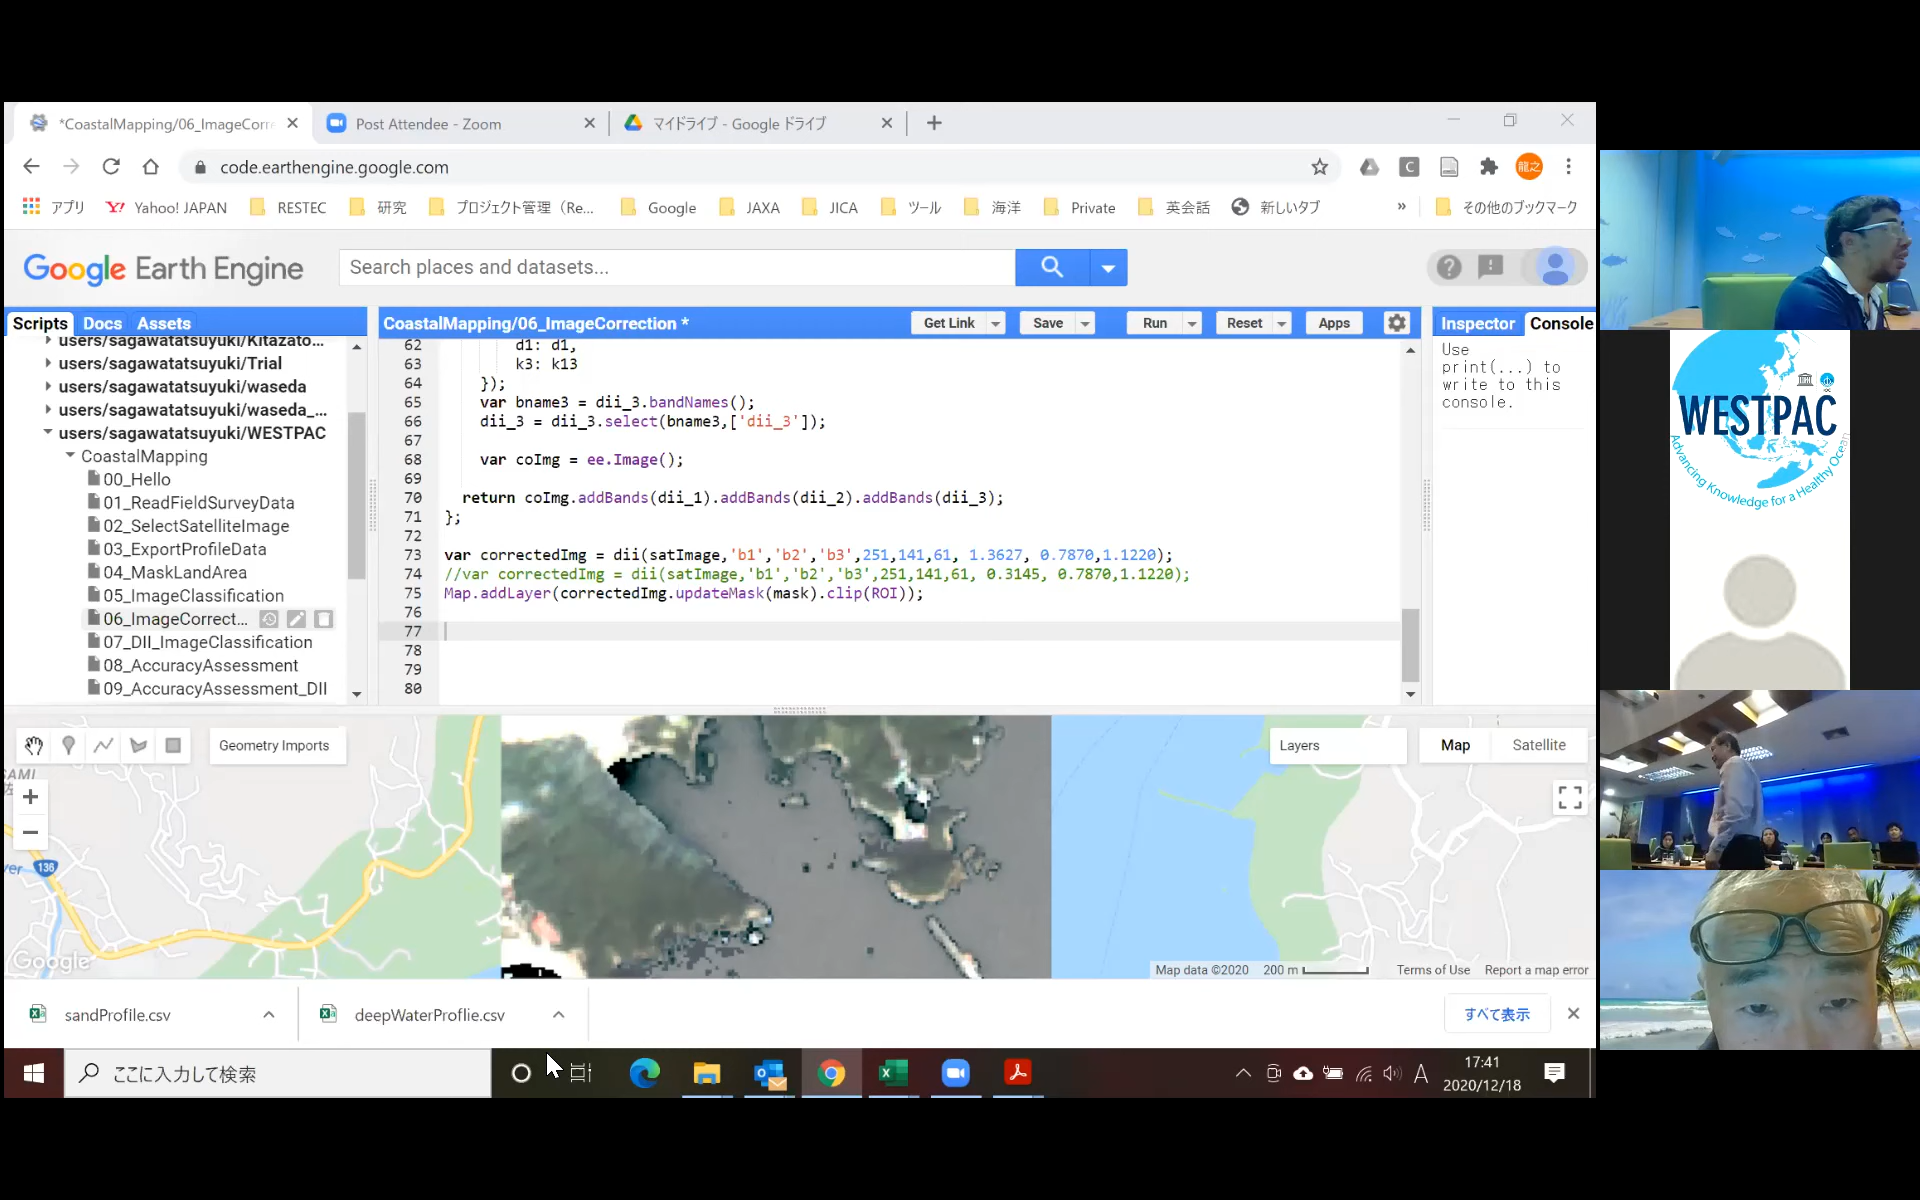 *CoastalMapping/06_ImageCorre
Post Attendee - Zoom
マイドライブ - Google ドライブ
code.earthengine.google.com
C
龍之
アプリ
Yahoo! JAPAN
RESTEC
研究
プロジェクト管理（Re...
Google
JAXA
JICA
ツール
海洋
Private
英会話
新しいタブ
»
その他のブックマーク
Google Earth Engine
Search places and datasets...
Scripts
Docs
Assets
users/sagawatatsuyuki/Kitazato...
users/sagawatatsuyuki/Trial
users/sagawatatsuyuki/waseda
users/sagawatatsuyuki/waseda_...
users/sagawatatsuyuki/WESTPAC
CoastalMapping
00_Hello
01_ReadFieldSurveyData
02_SelectSatelliteImage
03_ExportProfileData
04_MaskLandArea
05_ImageClassification
06_ImageCorrect...
07_DII_ImageClassification
08_AccuracyAssessment
09_AccuracyAssessment_DII
CoastalMapping/06_ImageCorrection *
Get Link
Save
Run
Reset
Apps
62 d1: d1,
63 k3: k13
64 });
65 var bname3 = dii_3.bandNames();
66 dii_3 = dii_3.select(bname3,['dii_3']);
67
68 var coImg = ee.Image();
69
70 return coImg.addBands(dii_1).addBands(dii_2).addBands(dii_3);
71 };
72
73 var correctedImg = dii(satImage,'b1','b2','b3',251,141,61, 1.3627, 0.7870,1.1220);
74 //var correctedImg = dii(satImage,'b1','b2','b3',251,141,61, 0.3145, 0.7870,1.1220);
75 Map.addLayer(correctedImg.updateMask(mask).clip(ROI));
76
77
78
79
80
Inspector
Console
Use
print(...) to
write to this
console.
Geometry Imports
136
Google
Layers
Map
Satellite
Map data ©2020
200 m
Terms of Use
Report a map error
sandProfile.csv
deepWaterProflie.csv
すべて表示
ここに入力して検索
A
17:41
2020/12/18
WESTPAC
Advancing Knowledge for a Healthy Ocean